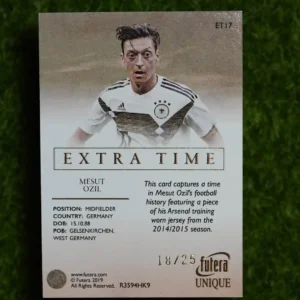 ET17
EXTRA TIME
MESUT
OZIL
POSITION: MIDFIELDER
COUNTRY: GERMANY
DOB: 15.10.88
POB: GELSENKIRCHEN,
WEST GERMANY
This card captures a time
in Mesut Ozil's football
history featuring a piece
of his Arsenal training
worn jersey from the
2014/2015 season.
18/25
www.futera.com
© Futera 2019
All Rights Reserved.
R3594HK9
futera
UNIQUE